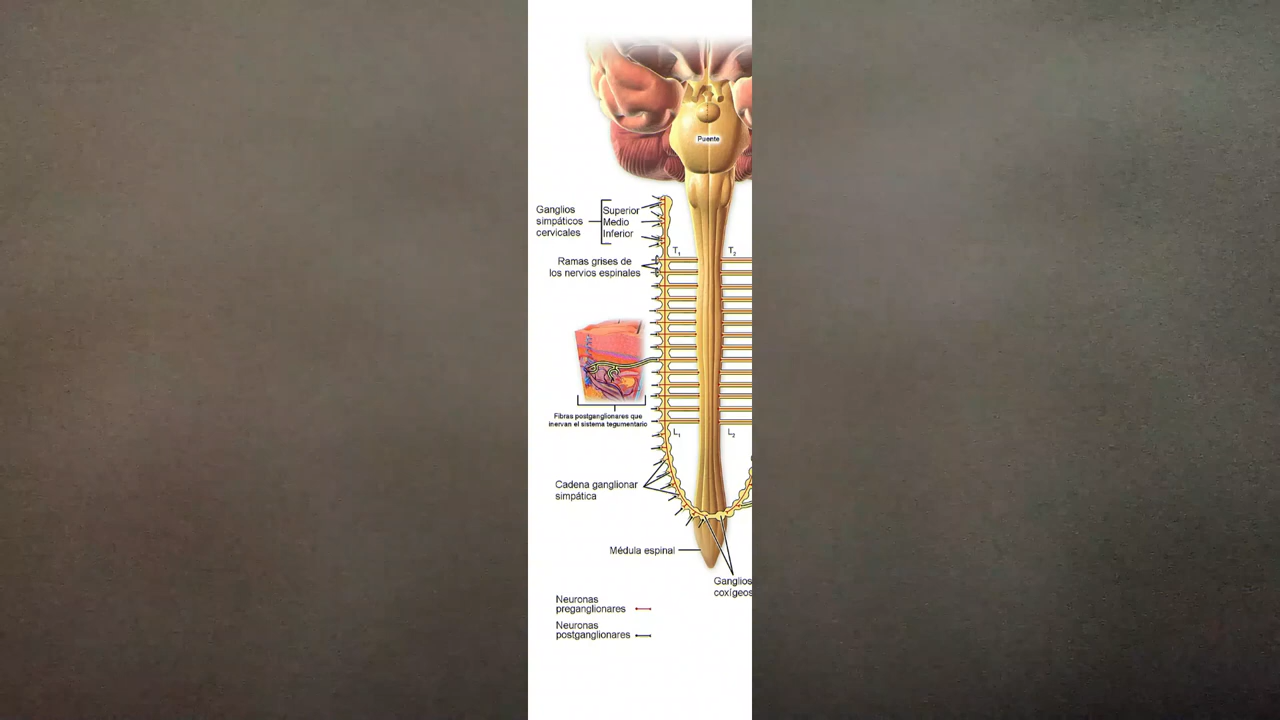 Puente
Ganglios
simpáticos
cervicales
Superior
Medio
Inferior
T1
T2
Ramas grises de
los nervios espinales
Fibras postganglionares que
inervan el sistema tegumentario
L1
L2
Cadena ganglionar
simpática
Médula espinal
Ganglios
coxígeos
Neuronas
preganglionares
Neuronas
postganglionares